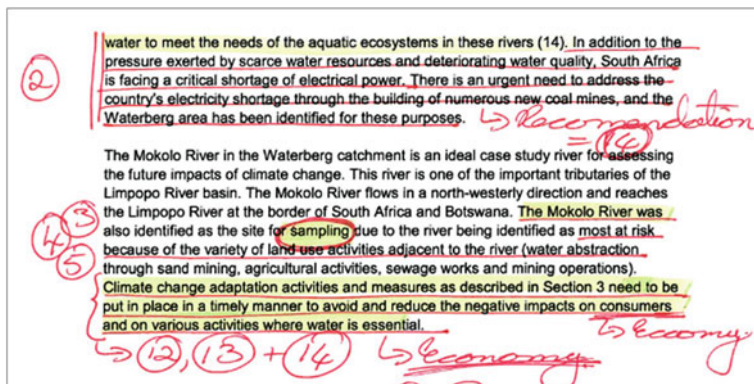 water to meet the needs of the aquatic ecosystems in these rivers (14). In addition to the
2
pressure exerted by scarce water resources and deteriorating water quality, South Africa
is facing a critical shortage of electrical power. There is an urgent need to address the
country's electricity shortage through the building of numerous new coal mines, and the
Waterberg area has been identified for these purposes.
↳ Recomendation
= 14
The Mokolo River in the Waterberg catchment is an ideal case study river for assessing
the future impacts of climate change. This river is one of the important tributaries of the
Limpopo River basin. The Mokolo River flows in a north-westerly direction and reaches
3
the Limpopo River at the border of South Africa and Botswana. The Mokolo River was
4
also identified as the site for sampling due to the river being identified as most at risk
5
because of the variety of land use activities adjacent to the river (water abstraction
through sand mining, agricultural activities, sewage works and mining operations).
Climate change adaptation activities and measures as described in Section 3 need to be
put in place in a timely manner to avoid and reduce the negative impacts on consumers
and on various activities where water is essential.
↳ Economy
↳ 12, 13 + 14
↳ Economy